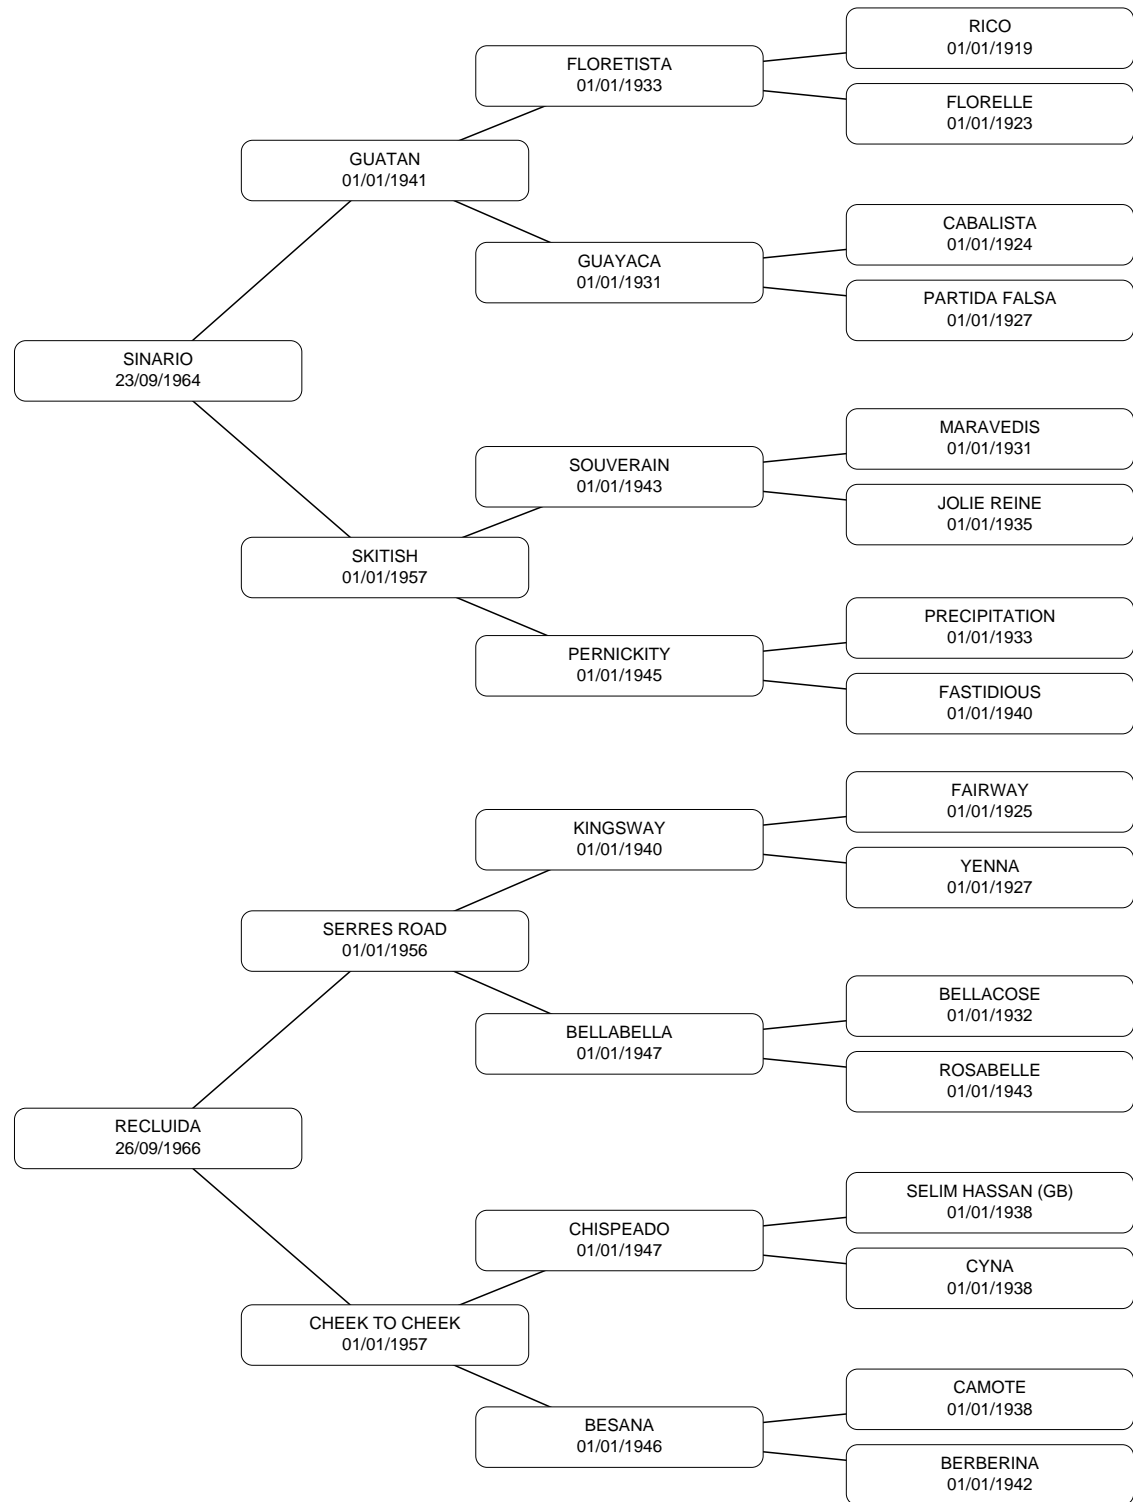 RICO
01/01/1919
FLORETISTA
01/01/1933
FLORELLE
01/01/1923
GUATAN
01/01/1941
CABALISTA
01/01/1924
GUAYACA
01/01/1931
PARTIDA FALSA
01/01/1927
SINARIO
23/09/1964
MARAVEDIS
01/01/1931
SOUVERAIN
01/01/1943
JOLIE REINE
01/01/1935
SKITISH
01/01/1957
PRECIPITATION
01/01/1933
PERNICKITY
01/01/1945
FASTIDIOUS
01/01/1940
FAIRWAY
01/01/1925
KINGSWAY
01/01/1940
YENNA
01/01/1927
SERRES ROAD
01/01/1956
BELLACOSE
01/01/1932
BELLABELLA
01/01/1947
ROSABELLE
01/01/1943
RECLUIDA
26/09/1966
SELIM HASSAN (GB)
01/01/1938
CHISPEADO
01/01/1947
CYNA
01/01/1938
CHEEK TO CHEEK
01/01/1957
CAMOTE
01/01/1938
BESANA
01/01/1946
BERBERINA
01/01/1942